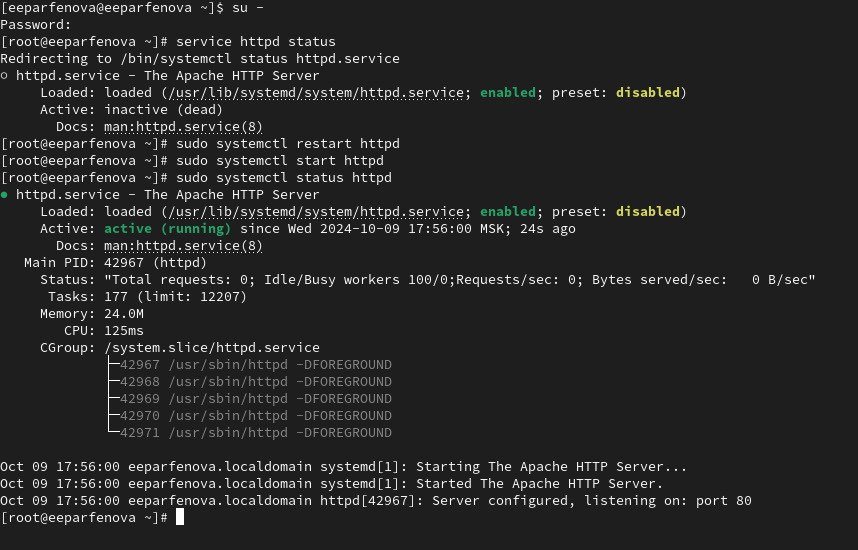 [eeparfenova@eeparfenova ~]$ su -
Password:
[root@eeparfenova ~]# service httpd status
Redirecting to /bin/systemctl status httpd.service
○ httpd.service - The Apache HTTP Server
     Loaded: loaded (/usr/lib/systemd/system/httpd.service; enabled; preset: disabled)
     Active: inactive (dead)
       Docs: man:httpd.service(8)
[root@eeparfenova ~]# sudo systemctl restart httpd
[root@eeparfenova ~]# sudo systemctl start httpd
[root@eeparfenova ~]# sudo systemctl status httpd
● httpd.service - The Apache HTTP Server
     Loaded: loaded (/usr/lib/systemd/system/httpd.service; enabled; preset: disabled)
     Active: active (running) since Wed 2024-10-09 17:56:00 MSK; 24s ago
       Docs: man:httpd.service(8)
   Main PID: 42967 (httpd)
     Status: "Total requests: 0; Idle/Busy workers 100/0;Requests/sec: 0; Bytes served/sec:   0 B/sec"
      Tasks: 177 (limit: 12207)
     Memory: 24.0M
        CPU: 125ms
     CGroup: /system.slice/httpd.service
             ├─42967 /usr/sbin/httpd -DFOREGROUND
             ├─42968 /usr/sbin/httpd -DFOREGROUND
             ├─42969 /usr/sbin/httpd -DFOREGROUND
             ├─42970 /usr/sbin/httpd -DFOREGROUND
             └─42971 /usr/sbin/httpd -DFOREGROUND

Oct 09 17:56:00 eeparfenova.localdomain systemd[1]: Starting The Apache HTTP Server...
Oct 09 17:56:00 eeparfenova.localdomain systemd[1]: Started The Apache HTTP Server.
Oct 09 17:56:00 eeparfenova.localdomain httpd[42967]: Server configured, listening on: port 80
[root@eeparfenova ~]#